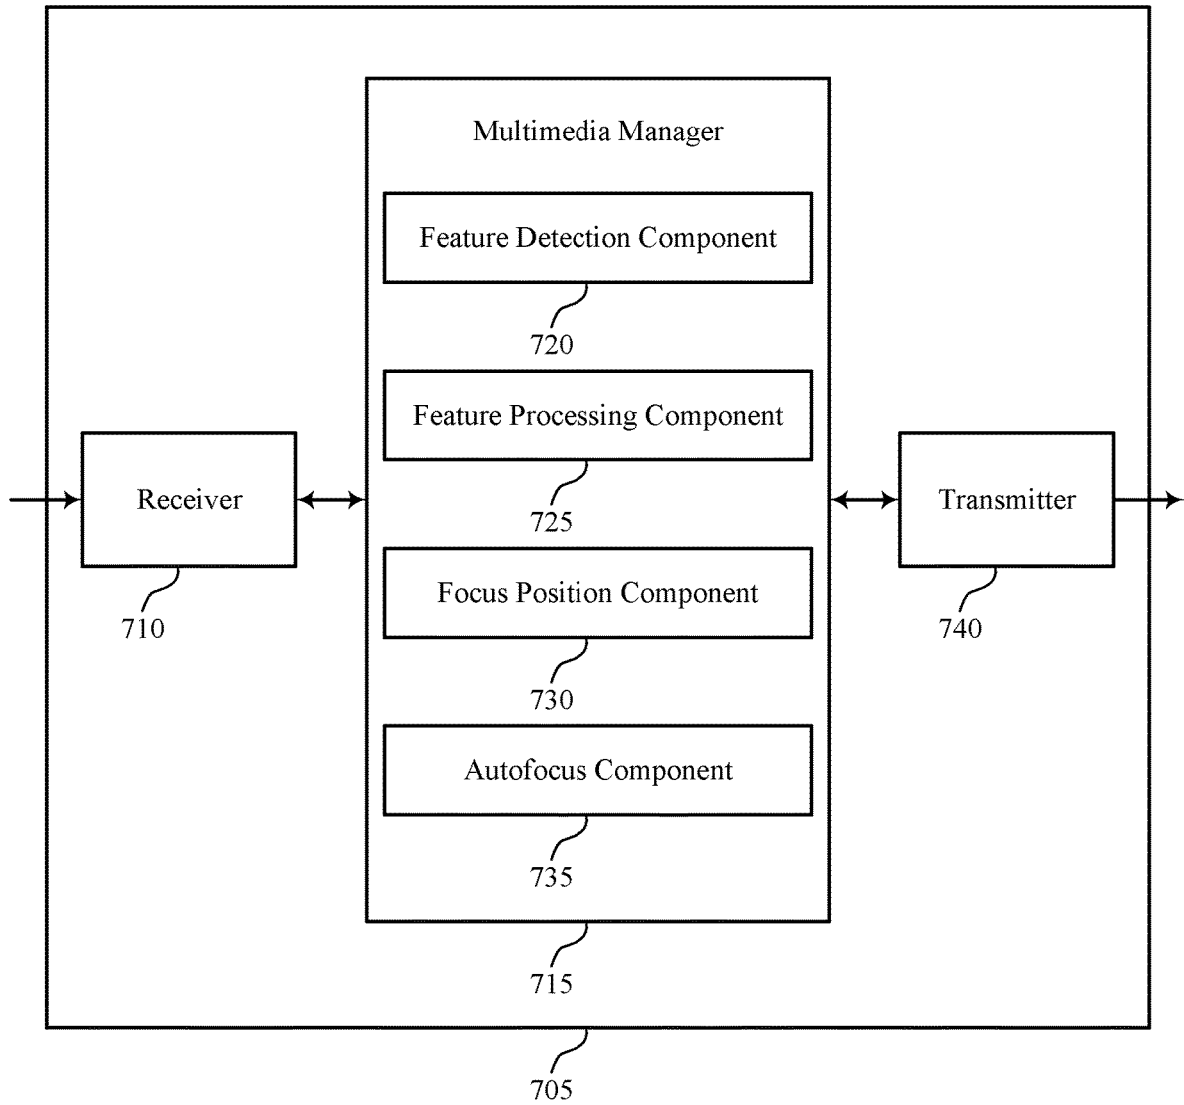 Multimedia Manager
Feature Detection Component
720
Feature Processing Component
725
Receiver
710
Transmitter
740
Focus Position Component
730
Autofocus Component
735
715
705